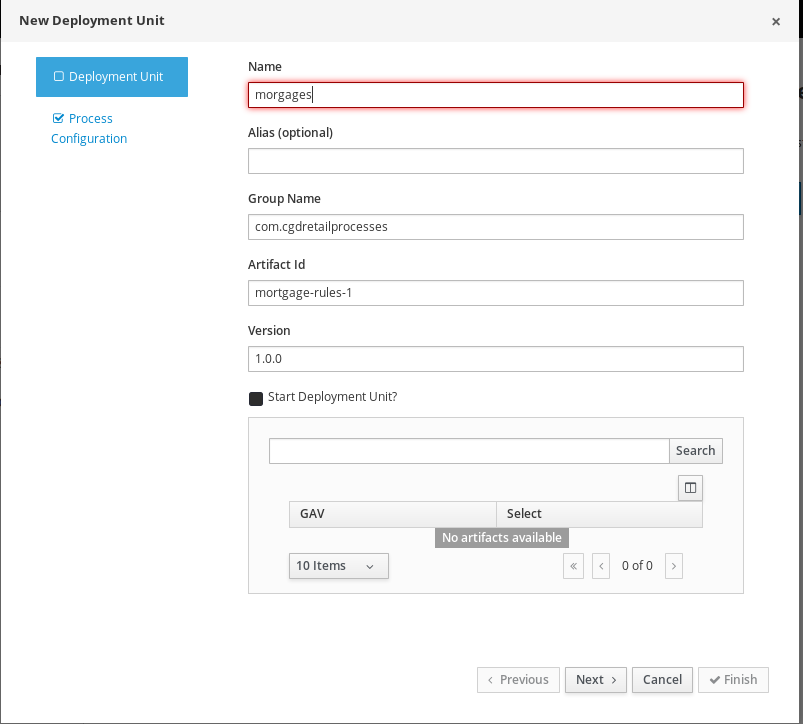 New Deployment Unit
×
Deployment Unit
Process
Configuration
Name
morgages
Alias (optional)
Group Name
com.cgdretailprocesses
Artifact Id
mortgage-rules-1
Version
1.0.0
Start Deployment Unit?
Search
GAV Select
No artifacts available
10 Items
« ‹ 0 of 0 ›
‹ Previous Next › Cancel Finish